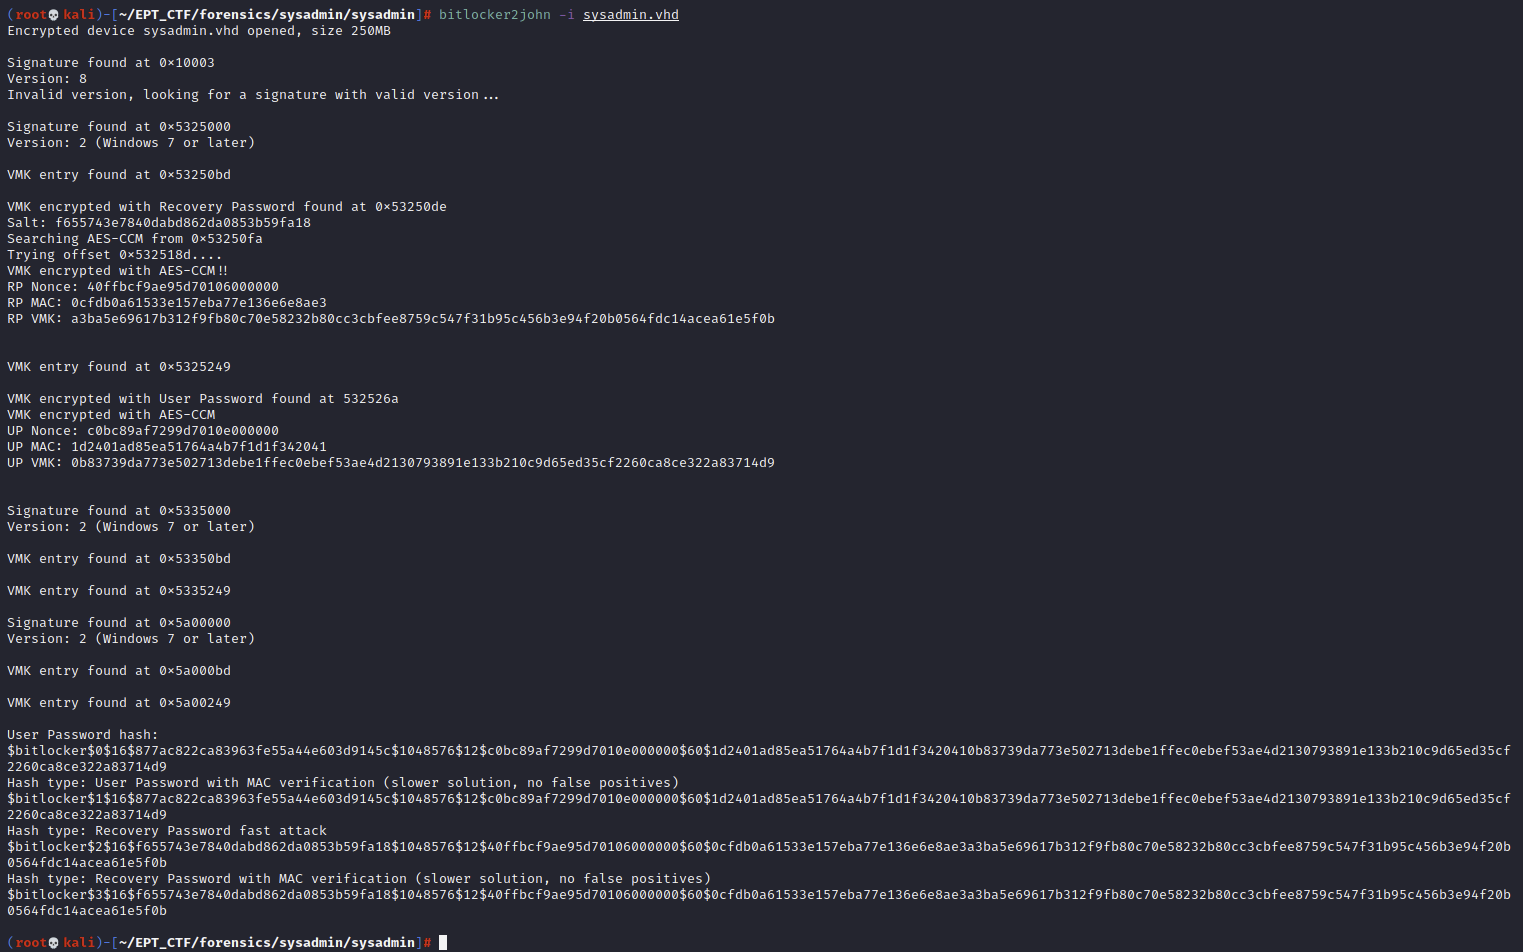 (root💀kali)-[~/EPT_CTF/forensics/sysadmin/sysadmin]# bitlocker2john -i sysadmin.vhd
Encrypted device sysadmin.vhd opened, size 250MB
Signature found at 0×10003
Version: 8
Invalid version, looking for a signature with valid version...
Signature found at 0×5325000
Version: 2 (Windows 7 or later)
VMK entry found at 0×53250bd
VMK encrypted with Recovery Password found at 0×53250de
Salt: f655743e7840dabd862da0853b59fa18
Searching AES-CCM from 0×53250fa
Trying offset 0×532518d....
VMK encrypted with AES-CCM!!
RP Nonce: 40ffbcf9ae95d70106000000
RP MAC: 0cfdb0a61533e157eba77e136e6e8ae3
RP VMK: a3ba5e69617b312f9fb80c70e58232b80cc3cbfee8759c547f31b95c456b3e94f20b0564fdc14acea61e5f0b
VMK entry found at 0×5325249
VMK encrypted with User Password found at 532526a
VMK encrypted with AES-CCM
UP Nonce: c0bc89af7299d7010e000000
UP MAC: 1d2401ad85ea51764a4b7f1d1f342041
UP VMK: 0b83739da773e502713debe1ffec0ebef53ae4d2130793891e133b210c9d65ed35cf2260ca8ce322a83714d9
Signature found at 0×5335000
Version: 2 (Windows 7 or later)
VMK entry found at 0×53350bd
VMK entry found at 0×5335249
Signature found at 0×5a00000
Version: 2 (Windows 7 or later)
VMK entry found at 0×5a000bd
VMK entry found at 0×5a00249
User Password hash:
$bitlocker$0$16$877ac822ca83963fe55a44e603d9145c$1048576$12$c0bc89af7299d7010e000000$60$1d2401ad85ea51764a4b7f1d1f3420410b83739da773e502713debe1ffec0ebef53ae4d2130793891e133b210c9d65ed35cf
2260ca8ce322a83714d9
Hash type: User Password with MAC verification (slower solution, no false positives)
$bitlocker$1$16$877ac822ca83963fe55a44e603d9145c$1048576$12$c0bc89af7299d7010e000000$60$1d2401ad85ea51764a4b7f1d1f3420410b83739da773e502713debe1ffec0ebef53ae4d2130793891e133b210c9d65ed35cf
2260ca8ce322a83714d9
Hash type: Recovery Password fast attack
$bitlocker$2$16$f655743e7840dabd862da0853b59fa18$1048576$12$40ffbcf9ae95d70106000000$60$0cfdb0a61533e157eba77e136e6e8ae3a3ba5e69617b312f9fb80c70e58232b80cc3cbfee8759c547f31b95c456b3e94f20b
0564fdc14acea61e5f0b
Hash type: Recovery Password with MAC verification (slower solution, no false positives)
$bitlocker$3$16$f655743e7840dabd862da0853b59fa18$1048576$12$40ffbcf9ae95d70106000000$60$0cfdb0a61533e157eba77e136e6e8ae3a3ba5e69617b312f9fb80c70e58232b80cc3cbfee8759c547f31b95c456b3e94f20b
0564fdc14acea61e5f0b
(root💀kali)-[~/EPT_CTF/forensics/sysadmin/sysadmin]#